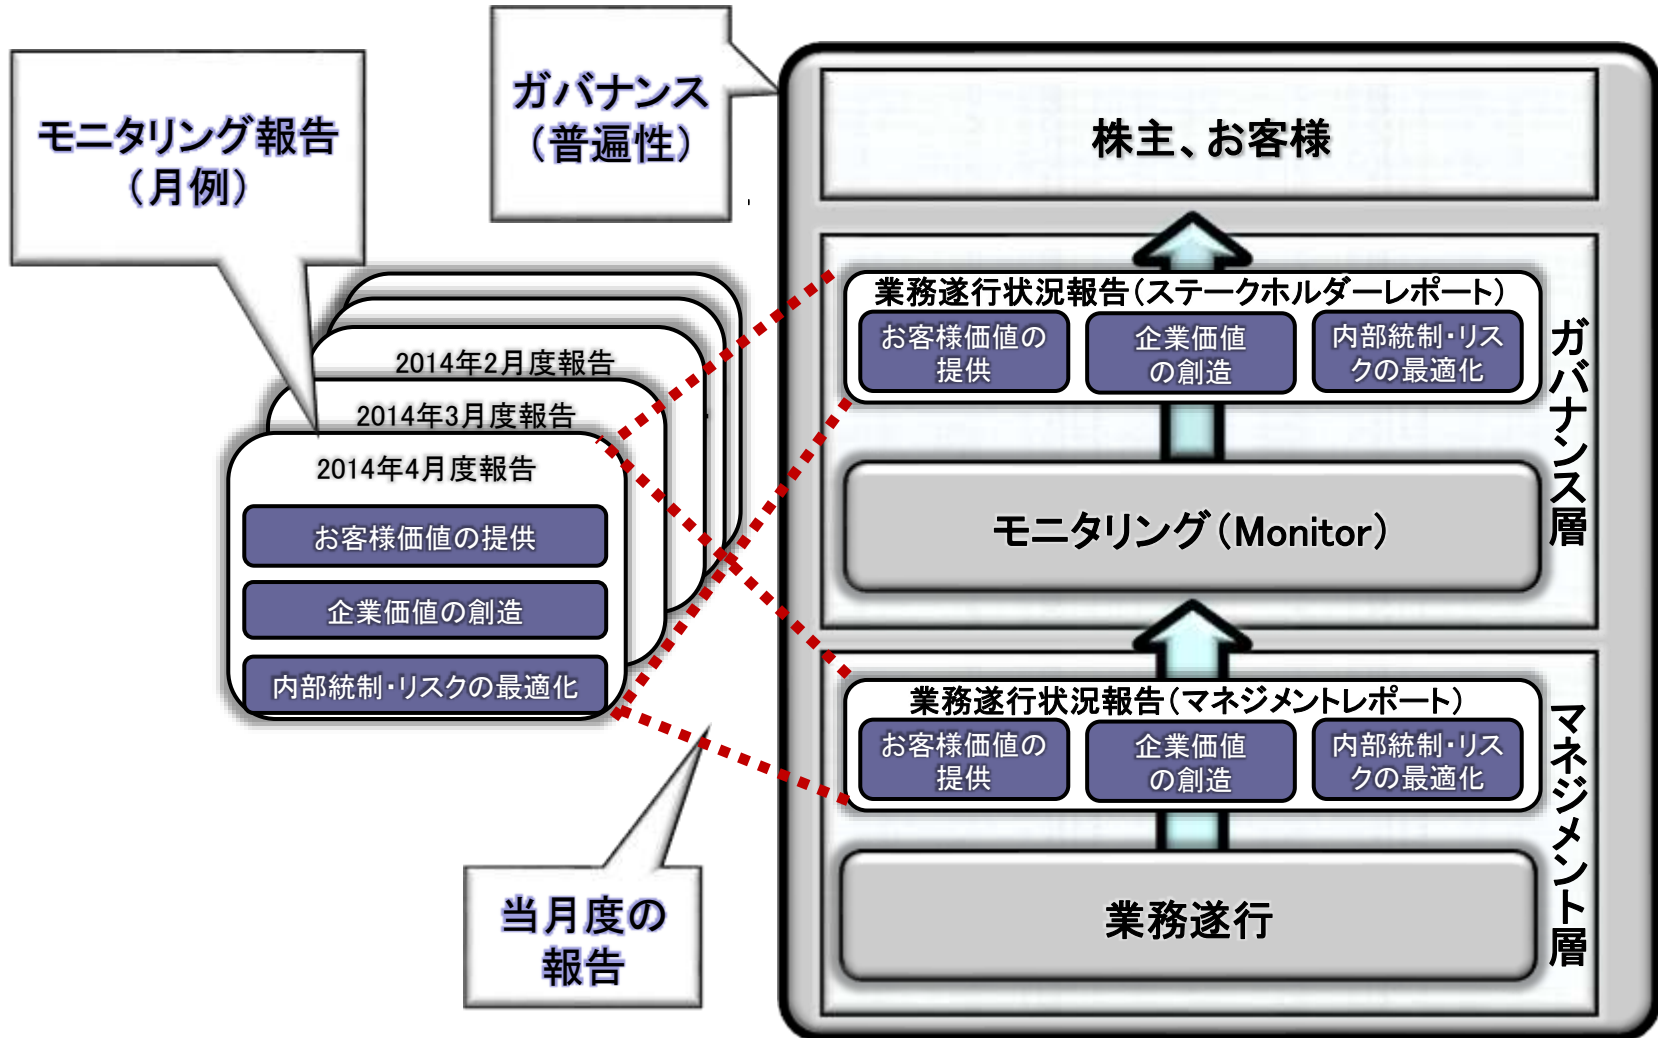 モニタリング報告
（月例）
ガバナンス
（普遍性）
2014年2月度報告
2014年3月度報告
2014年4月度報告
お客様価値の提供
企業価値の創造
内部統制・リスクの最適化
当月度の
報告
株主、お客様
業務遂行状況報告（ステークホルダーレポート）
お客様価値の
提供
企業価値
の創造
内部統制・リス
クの最適化
モニタリング（Monitor）
ガバナンス層
業務遂行状況報告（マネジメントレポート）
お客様価値の
提供
企業価値
の創造
内部統制・リス
クの最適化
業務遂行
マネジメント層